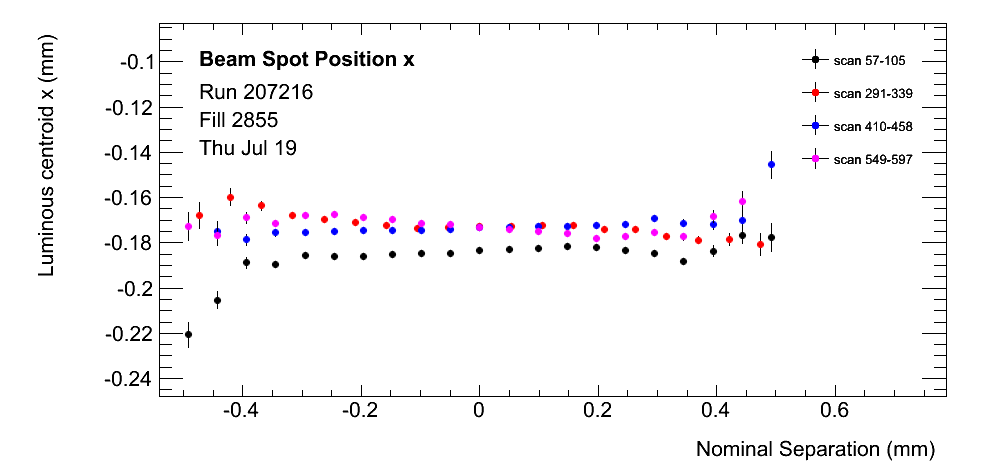 Beam Spot Position x
Run 207216
Fill 2855
Thu Jul 19
scan 57-105
scan 291-339
scan 410-458
scan 549-597
Luminous centroid x (mm)
-0.1
-0.12
-0.14
-0.16
-0.18
-0.2
-0.22
-0.24
-0.4 -0.2 0 0.2 0.4 0.6
Nominal Separation (mm)